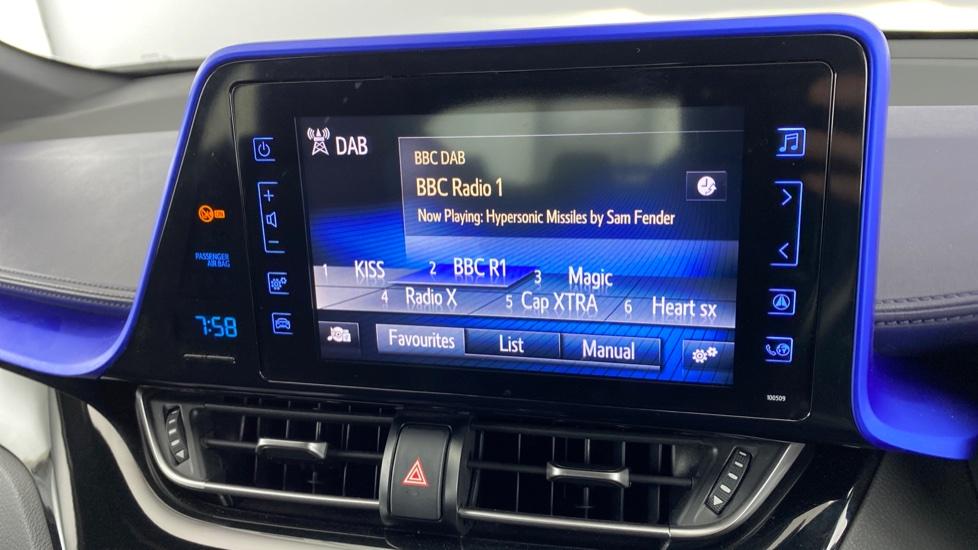 DAB
BBC DAB
BBC Radio 1
Now Playing: Hypersonic Missiles by Sam Fender
1 KISS 2 BBC R1 3 Magic
4 Radio X 5 Cap XTRA 6 Heart sx
Favourites List Manual
ON
PASSENGER
AIR BAG
7:58
100509